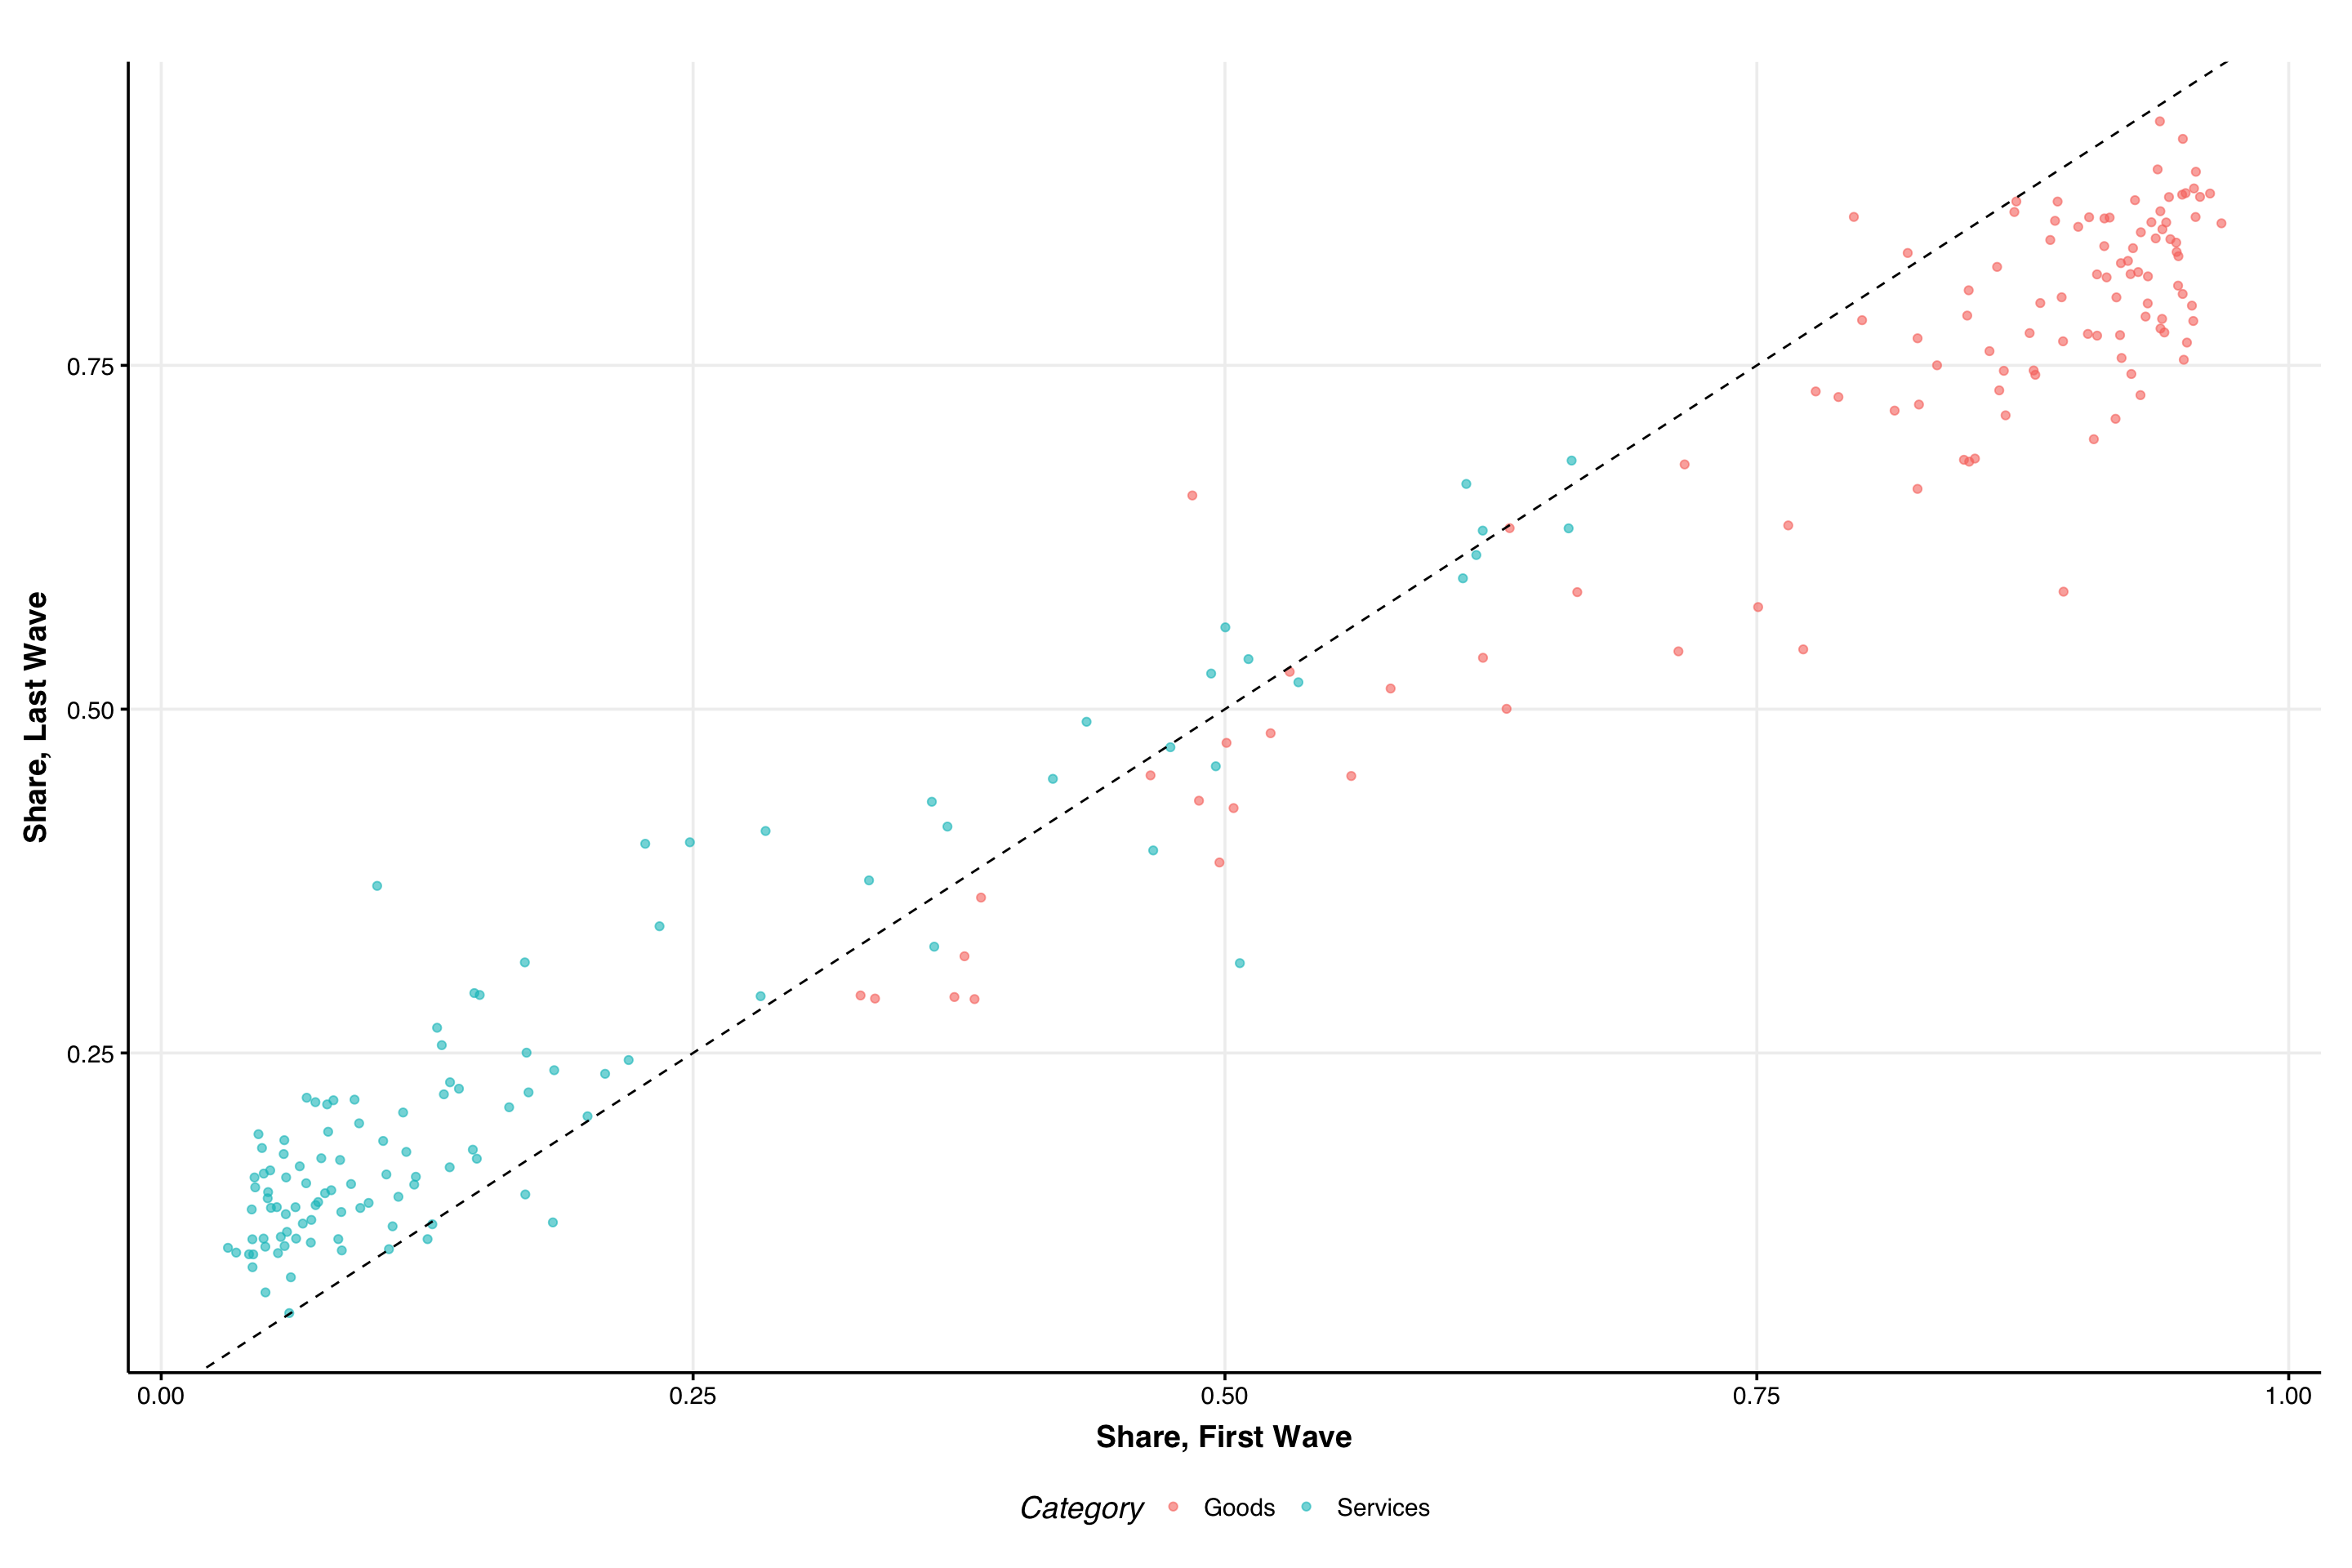 Share, Last Wave
0.75
0.50
0.25
0.00 0.25 0.50 0.75 1.00
Share, First Wave
Category Goods Services